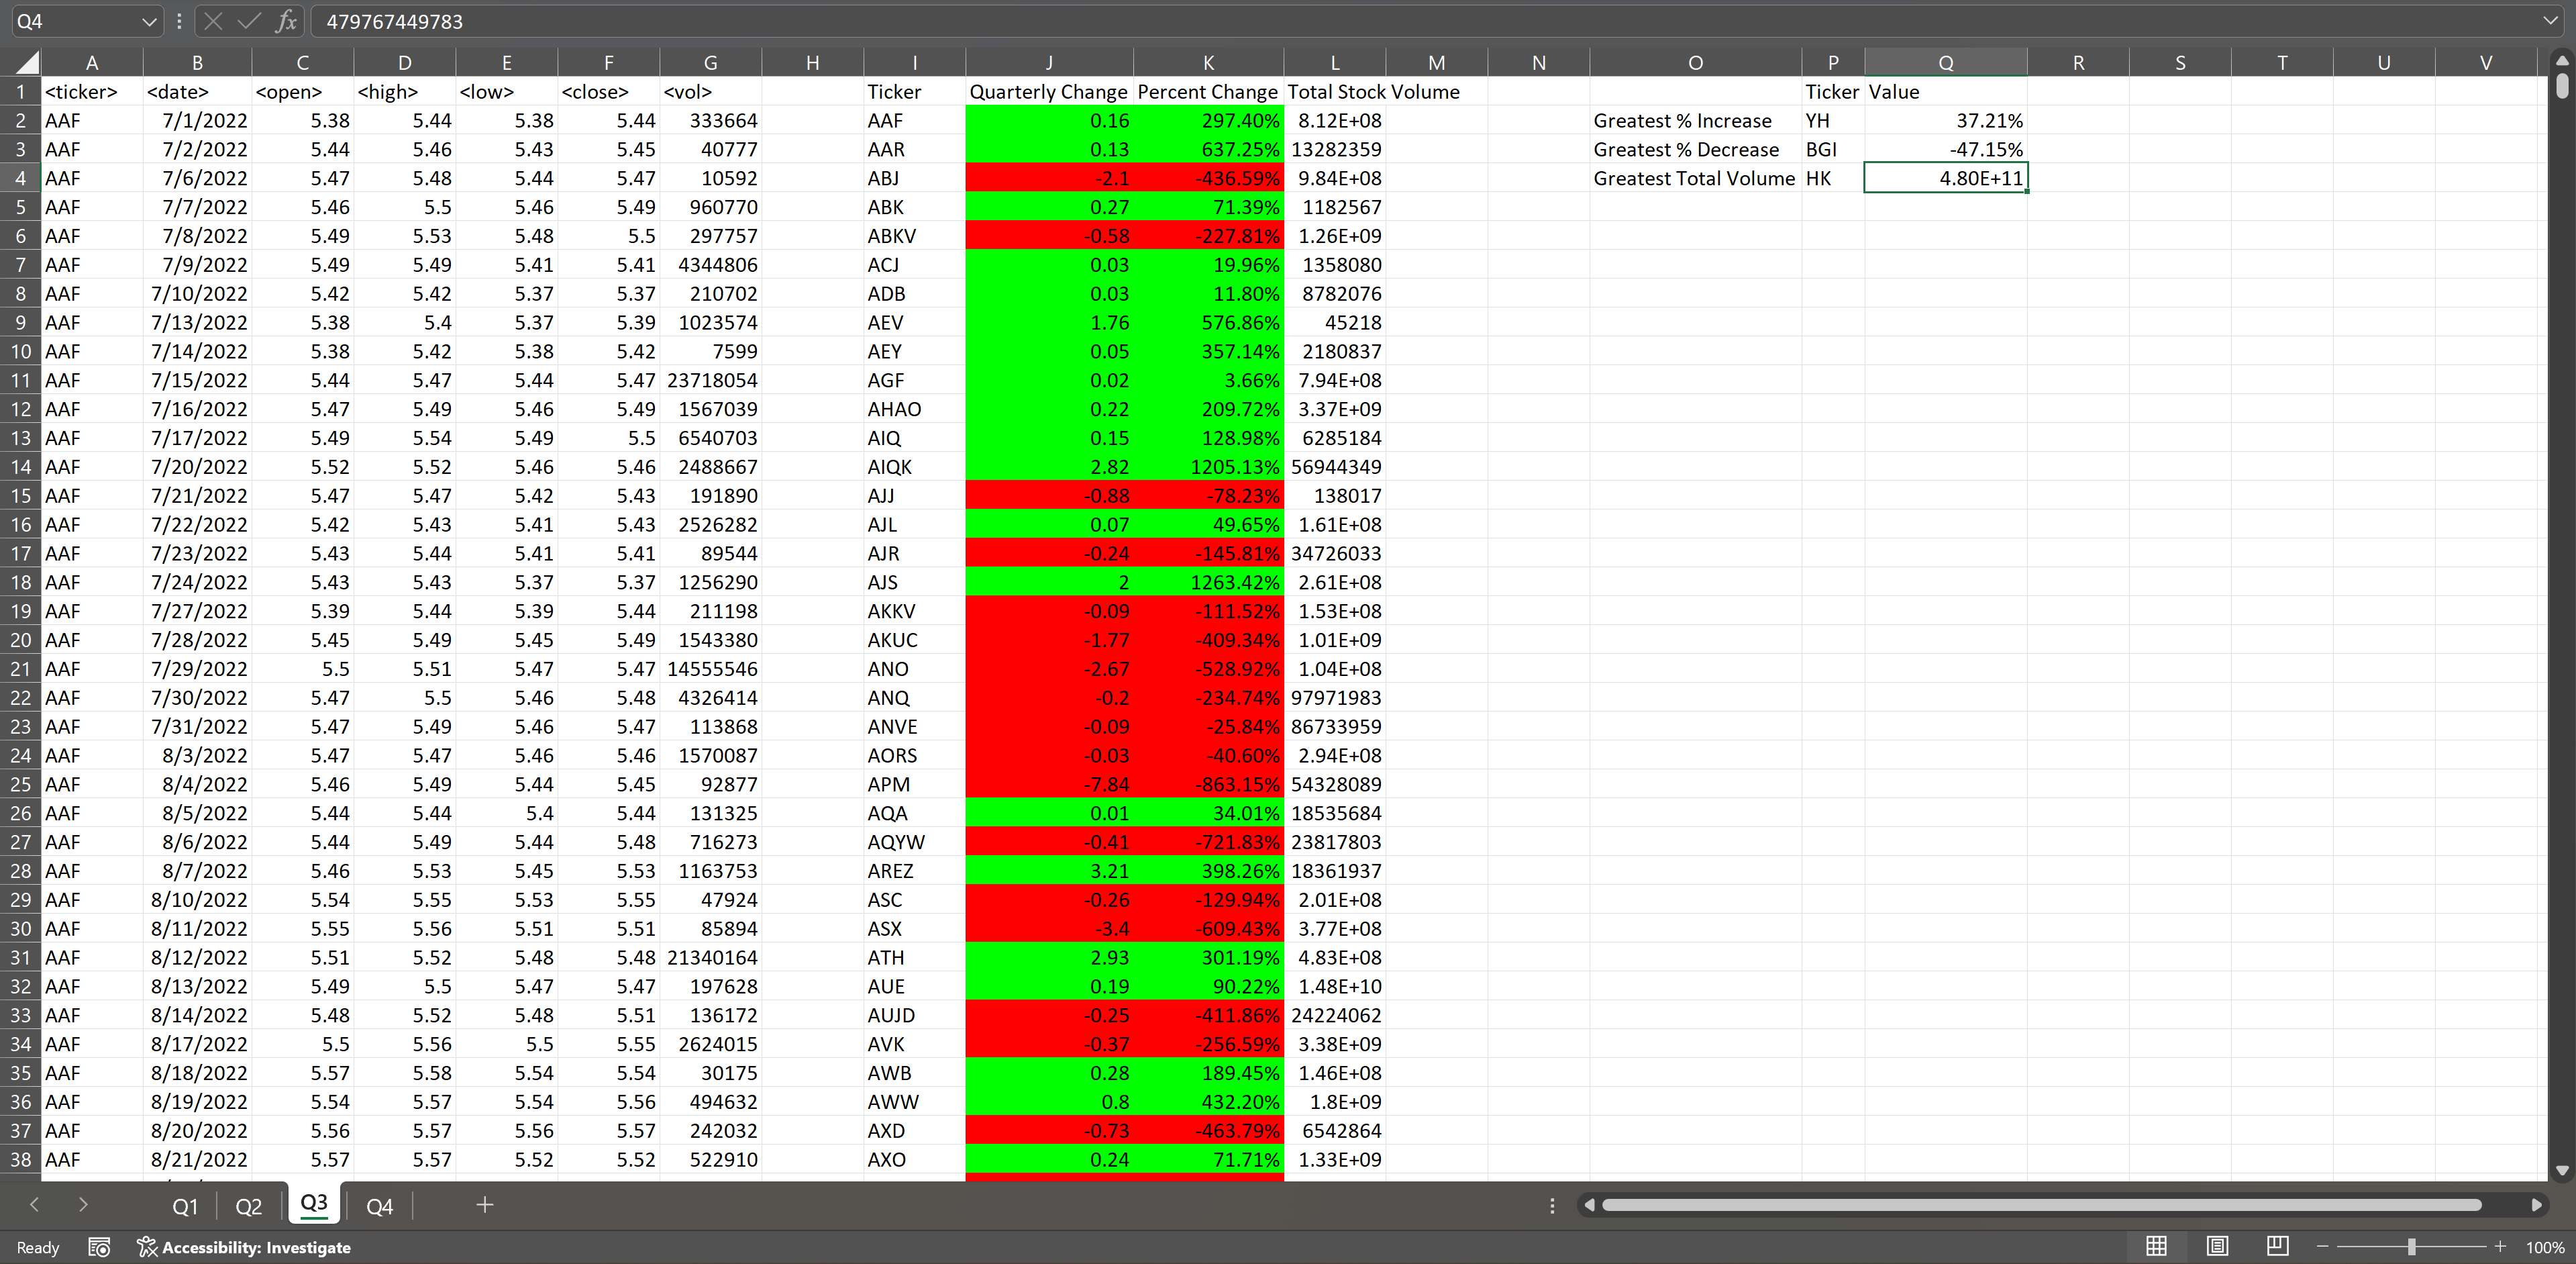 Q4 fx 479767449783
A B C D E F G H I J K L M N O P Q R S T U V
1 <ticker> <date> <open> <high> <low> <close> <vol> Ticker Quarterly Change Percent Change Total Stock Volume Ticker Value
2 AAF 7/1/2022 5.38 5.44 5.38 5.44 333664 AAF 0.16 297.40% 8.12E+08 Greatest % Increase YH 37.21%
3 AAF 7/2/2022 5.44 5.46 5.43 5.45 40777 AAR 0.13 637.25% 13282359 Greatest % Decrease BGI -47.15%
4 AAF 7/6/2022 5.47 5.48 5.44 5.47 10592 ABJ -2.1 -436.59% 9.84E+08 Greatest Total Volume HK 4.80E+11
5 AAF 7/7/2022 5.46 5.5 5.46 5.49 960770 ABK 0.27 71.39% 1182567
6 AAF 7/8/2022 5.49 5.53 5.48 5.5 297757 ABKV -0.58 -227.81% 1.26E+09
7 AAF 7/9/2022 5.49 5.49 5.41 5.41 4344806 ACJ 0.03 19.96% 1358080
8 AAF 7/10/2022 5.42 5.42 5.37 5.37 210702 ADB 0.03 11.80% 8782076
9 AAF 7/13/2022 5.38 5.4 5.37 5.39 1023574 AEV 1.76 576.86% 45218
10 AAF 7/14/2022 5.38 5.42 5.38 5.42 7599 AEY 0.05 357.14% 2180837
11 AAF 7/15/2022 5.44 5.47 5.44 5.47 23718054 AGF 0.02 3.66% 7.94E+08
12 AAF 7/16/2022 5.47 5.49 5.46 5.49 1567039 AHAO 0.22 209.72% 3.37E+09
13 AAF 7/17/2022 5.49 5.54 5.49 5.5 6540703 AIQ 0.15 128.98% 6285184
14 AAF 7/20/2022 5.52 5.52 5.46 5.46 2488667 AIQK 2.82 1205.13% 56944349
15 AAF 7/21/2022 5.47 5.47 5.42 5.43 191890 AJJ -0.88 -78.23% 138017
16 AAF 7/22/2022 5.42 5.43 5.41 5.43 2526282 AJL 0.07 49.65% 1.61E+08
17 AAF 7/23/2022 5.43 5.44 5.41 5.41 89544 AJR -0.24 -145.81% 34726033
18 AAF 7/24/2022 5.43 5.43 5.37 5.37 1256290 AJS 2 1263.42% 2.61E+08
19 AAF 7/27/2022 5.39 5.44 5.39 5.44 211198 AKKV -0.09 -111.52% 1.53E+08
20 AAF 7/28/2022 5.45 5.49 5.45 5.49 1543380 AKUC -1.77 -409.34% 1.01E+09
21 AAF 7/29/2022 5.5 5.51 5.47 5.47 14555546 ANO -2.67 -528.92% 1.04E+08
22 AAF 7/30/2022 5.47 5.5 5.46 5.48 4326414 ANQ -0.2 -234.74% 97971983
23 AAF 7/31/2022 5.47 5.49 5.46 5.47 113868 ANVE -0.09 -25.84% 86733959
24 AAF 8/3/2022 5.47 5.47 5.46 5.46 1570087 AORS -0.03 -40.60% 2.94E+08
25 AAF 8/4/2022 5.46 5.49 5.44 5.45 92877 APM -7.84 -863.15% 54328089
26 AAF 8/5/2022 5.44 5.44 5.4 5.44 131325 AQA 0.01 34.01% 18535684
27 AAF 8/6/2022 5.44 5.49 5.44 5.48 716273 AQYW -0.41 -721.83% 23817803
28 AAF 8/7/2022 5.46 5.53 5.45 5.53 1163753 AREZ 3.21 398.26% 18361937
29 AAF 8/10/2022 5.54 5.55 5.53 5.55 47924 ASC -0.26 -129.94% 2.01E+08
30 AAF 8/11/2022 5.55 5.56 5.51 5.51 85894 ASX -3.4 -609.43% 3.77E+08
31 AAF 8/12/2022 5.51 5.52 5.48 5.48 21340164 ATH 2.93 301.19% 4.83E+08
32 AAF 8/13/2022 5.49 5.5 5.47 5.47 197628 AUE 0.19 90.22% 1.48E+10
33 AAF 8/14/2022 5.48 5.52 5.48 5.51 136172 AUJD -0.25 -411.86% 24224062
34 AAF 8/17/2022 5.5 5.56 5.5 5.55 2624015 AVK -0.37 -256.59% 3.38E+09
35 AAF 8/18/2022 5.57 5.58 5.54 5.54 30175 AWB 0.28 189.45% 1.46E+08
36 AAF 8/19/2022 5.54 5.57 5.54 5.56 494632 AWW 0.8 432.20% 1.8E+09
37 AAF 8/20/2022 5.56 5.57 5.56 5.57 242032 AXD -0.73 -463.79% 6542864
38 AAF 8/21/2022 5.57 5.57 5.52 5.52 522910 AXO 0.24 71.71% 1.33E+09
Q1 Q2 Q3 Q4
Ready Accessibility: Investigate 100%